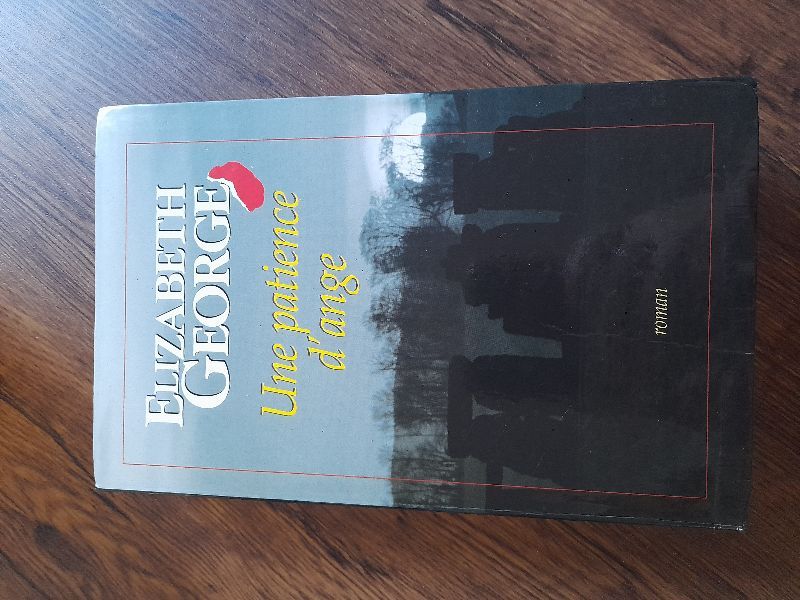 ELIZABETH
GEORGE
Une patience
d'ange
roman